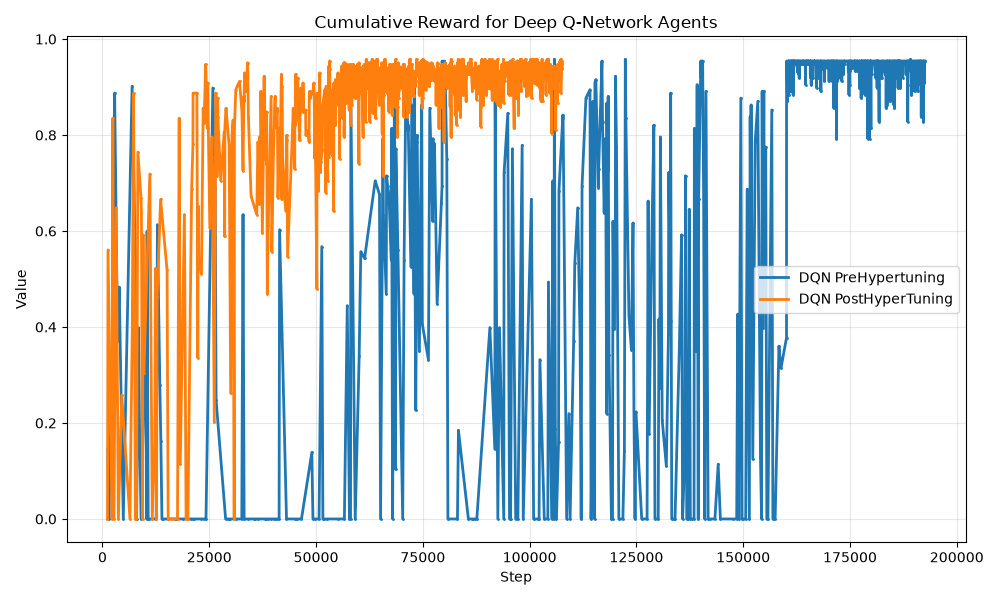 Cumulative Reward for Deep Q-Network Agents
1.0
0.8
0.6
0.4
0.2
0.0
Value
DQN PreHypertuning
DQN PostHyperTuning
0 25000 50000 75000 100000 125000 150000 175000 200000
Step